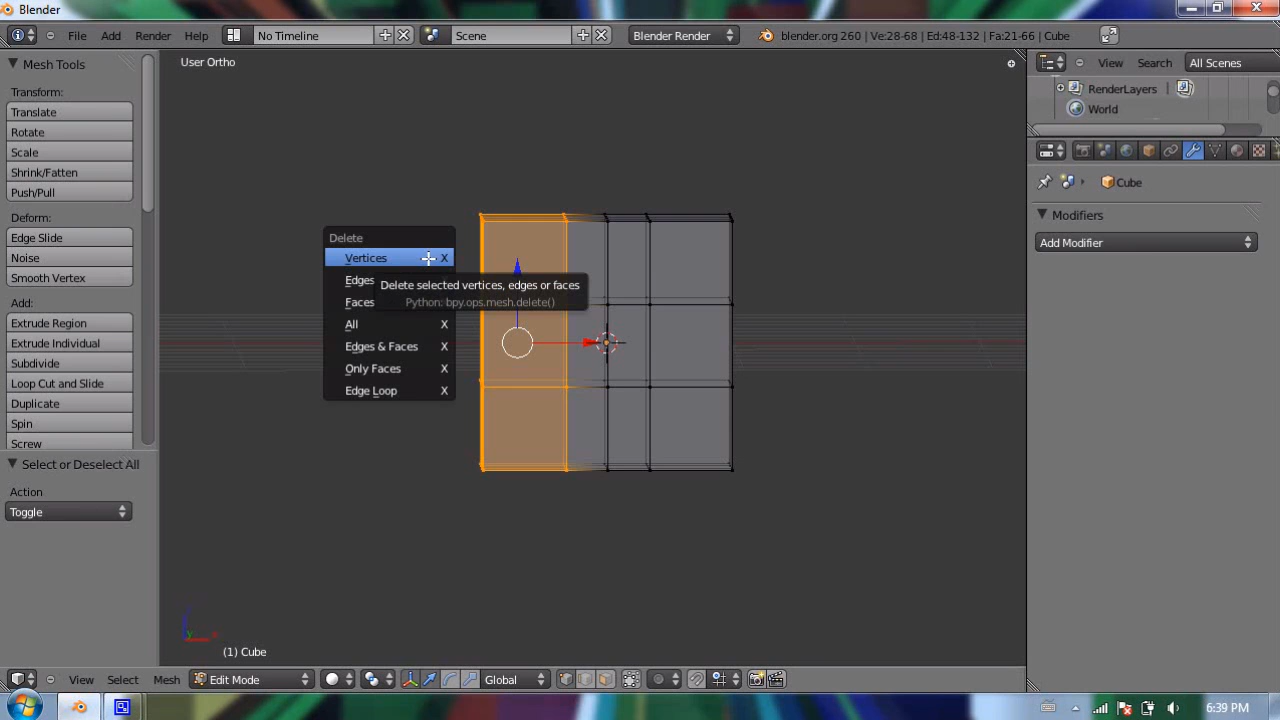 Blender
File Add Render Help No Timeline Scene Blender Render blender.org 260 | Ve:28-68 | Ed:48-132 | Fa:21-66 | Cube
Mesh Tools
Transform:
Translate
Rotate
Scale
Shrink/Fatten
Push/Pull
Deform:
Edge Slide
Noise
Smooth Vertex
Add:
Extrude Region
Extrude Individual
Subdivide
Loop Cut and Slide
Duplicate
Spin
Screw
Select or Deselect All
Action
Toggle
User Ortho
Delete
Vertices X
Edges
Faces
All X
Edges & Faces X
Only Faces X
Edge Loop X
Delete selected vertices, edges or faces
Python: bpy.ops.mesh.delete()
(1) Cube
View Search All Scenes
RenderLayers |
World
Cube
Modifiers
Add Modifier
View Select Mesh Edit Mode Global
6:39 PM